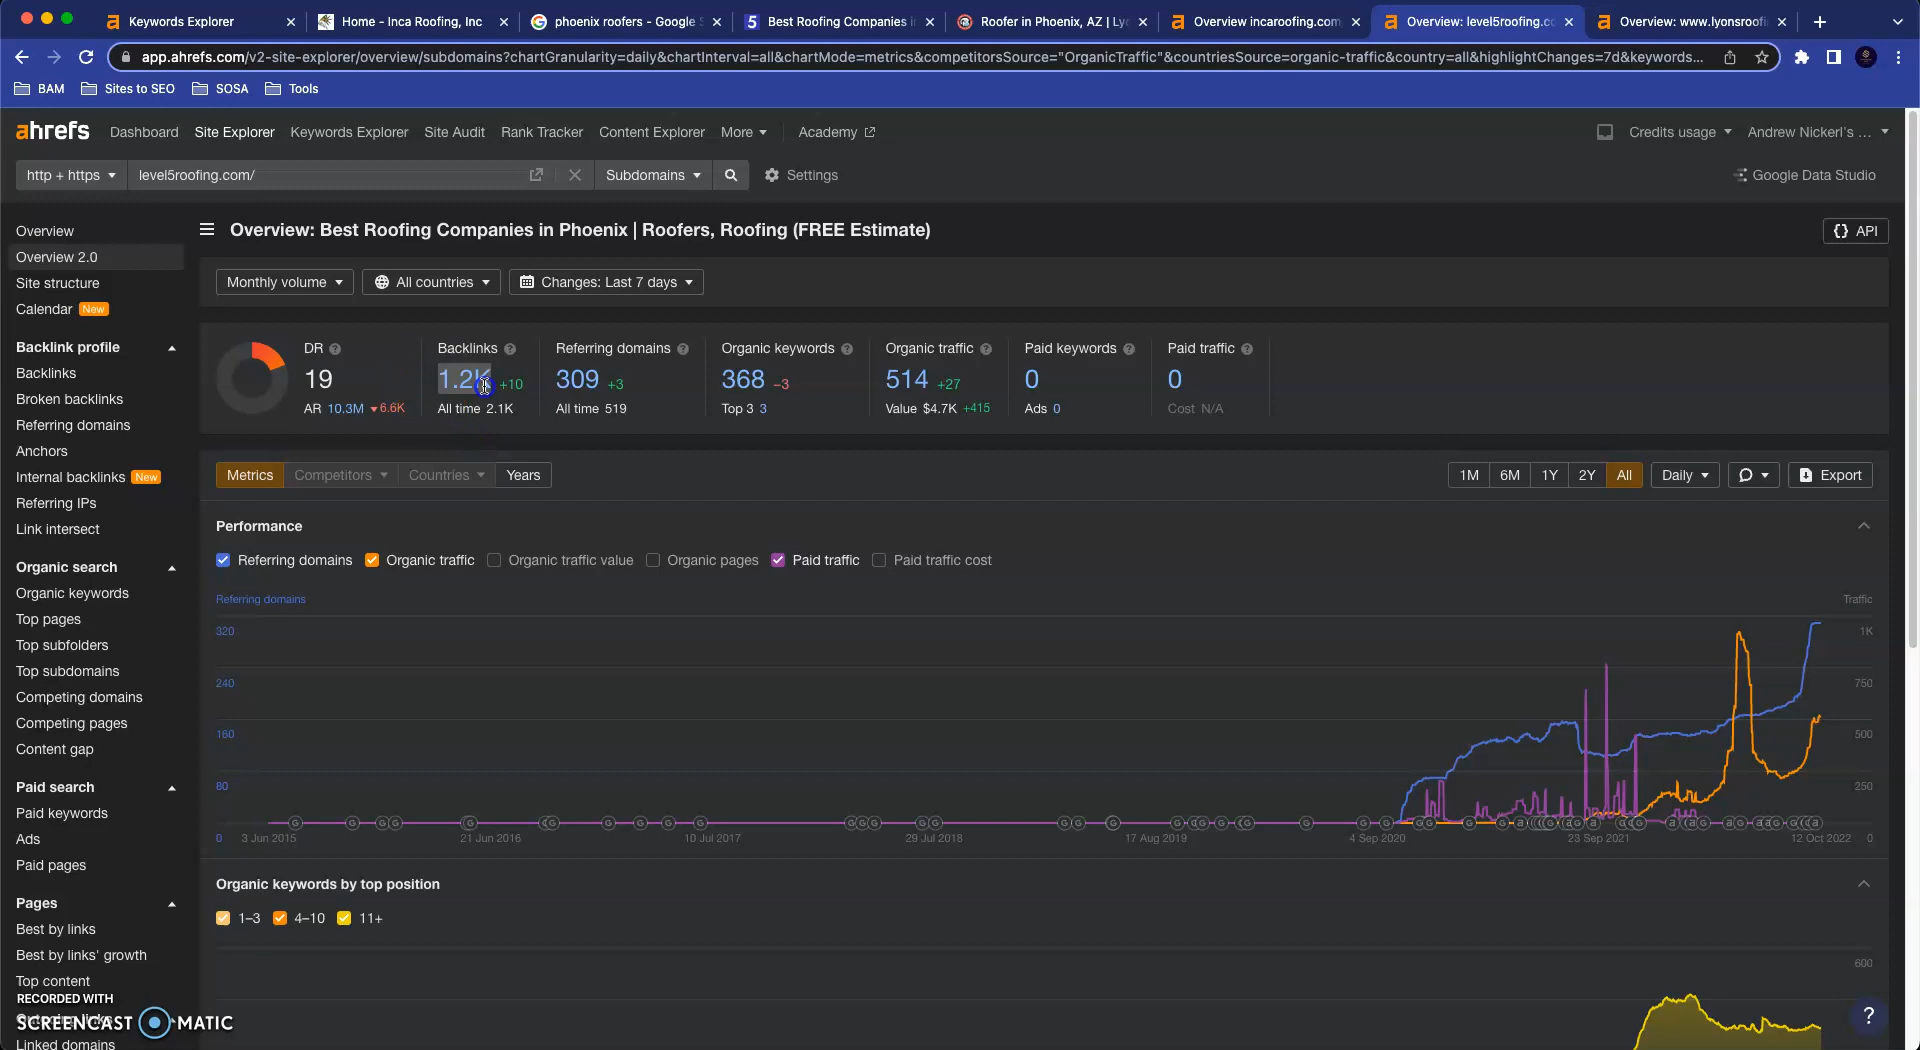 Keywords Explorer
Home - Inca Roofing, Inc
phoenix roofers - Google S
5 Best Roofing Companies i
Roofer in Phoenix, AZ | Lyo
Overview incaroofing.com
Overview: level5roofing.co
Overview: www.lyonsroofi
app.ahrefs.com/v2-site-explorer/overview/subdomains?chartGranularity=daily&chartInterval=all&chartMode=metrics&competitorsSource="OrganicTraffic"&countriesSource=organic-traffic&country=all&highlightChanges=7d&keywords...
BAM Sites to SEO SOSA Tools
ahrefs Dashboard Site Explorer Keywords Explorer Site Audit Rank Tracker Content Explorer More Academy Credits usage Andrew Nickerl's ...
http + https level5roofing.com/ Subdomains Settings Google Data Studio
Overview
Overview 2.0
Site structure
Calendar New
Backlink profile
Backlinks
Broken backlinks
Referring domains
Anchors
Internal backlinks New
Referring IPs
Link intersect
Organic search
Organic keywords
Top pages
Top subfolders
Top subdomains
Competing domains
Competing pages
Content gap
Paid search
Paid keywords
Ads
Paid pages
Pages
Best by links
Best by links' growth
Top content
Linked domains
RECORDED WITH
SCREENCAST MATIC
Overview: Best Roofing Companies in Phoenix | Roofers, Roofing (FREE Estimate)
{} API
Monthly volume All countries Changes: Last 7 days
DR Backlinks Referring domains Organic keywords Organic traffic Paid keywords Paid traffic
19 1.2K +10 309 +3 368 -3 514 +27 0 0
AR 10.3M 6.6K All time 2.1K All time 519 Top 3 3 Value $4.7K +415 Ads 0 Cost N/A
Metrics Competitors Countries Years 1M 6M 1Y 2Y All Daily Export
Performance
Referring domains Organic traffic Organic traffic value Organic pages Paid traffic Paid traffic cost
Referring domains Traffic
320 1K
240 750
160 500
80 250
0 3 Jun 2015 21 Jun 2016 10 Jul 2017 29 Jul 2018 17 Aug 2019 4 Sep 2020 23 Sep 2021 12 Oct 2022 0
Organic keywords by top position
1–3 4–10 11+
600
?